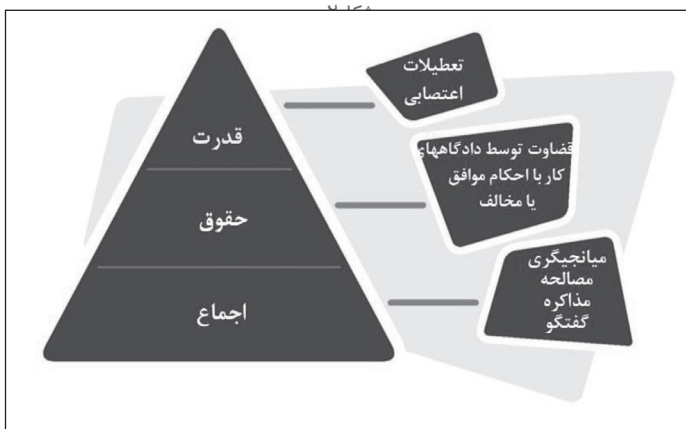 تعطیلات
اعتصابی
قدرت
قضاوت توسط دادگاههای
کار با احکام موافق
یا مخالف
حقوق
میانجیگری
مصالحه
مذاکره
گفتگو
اجماع